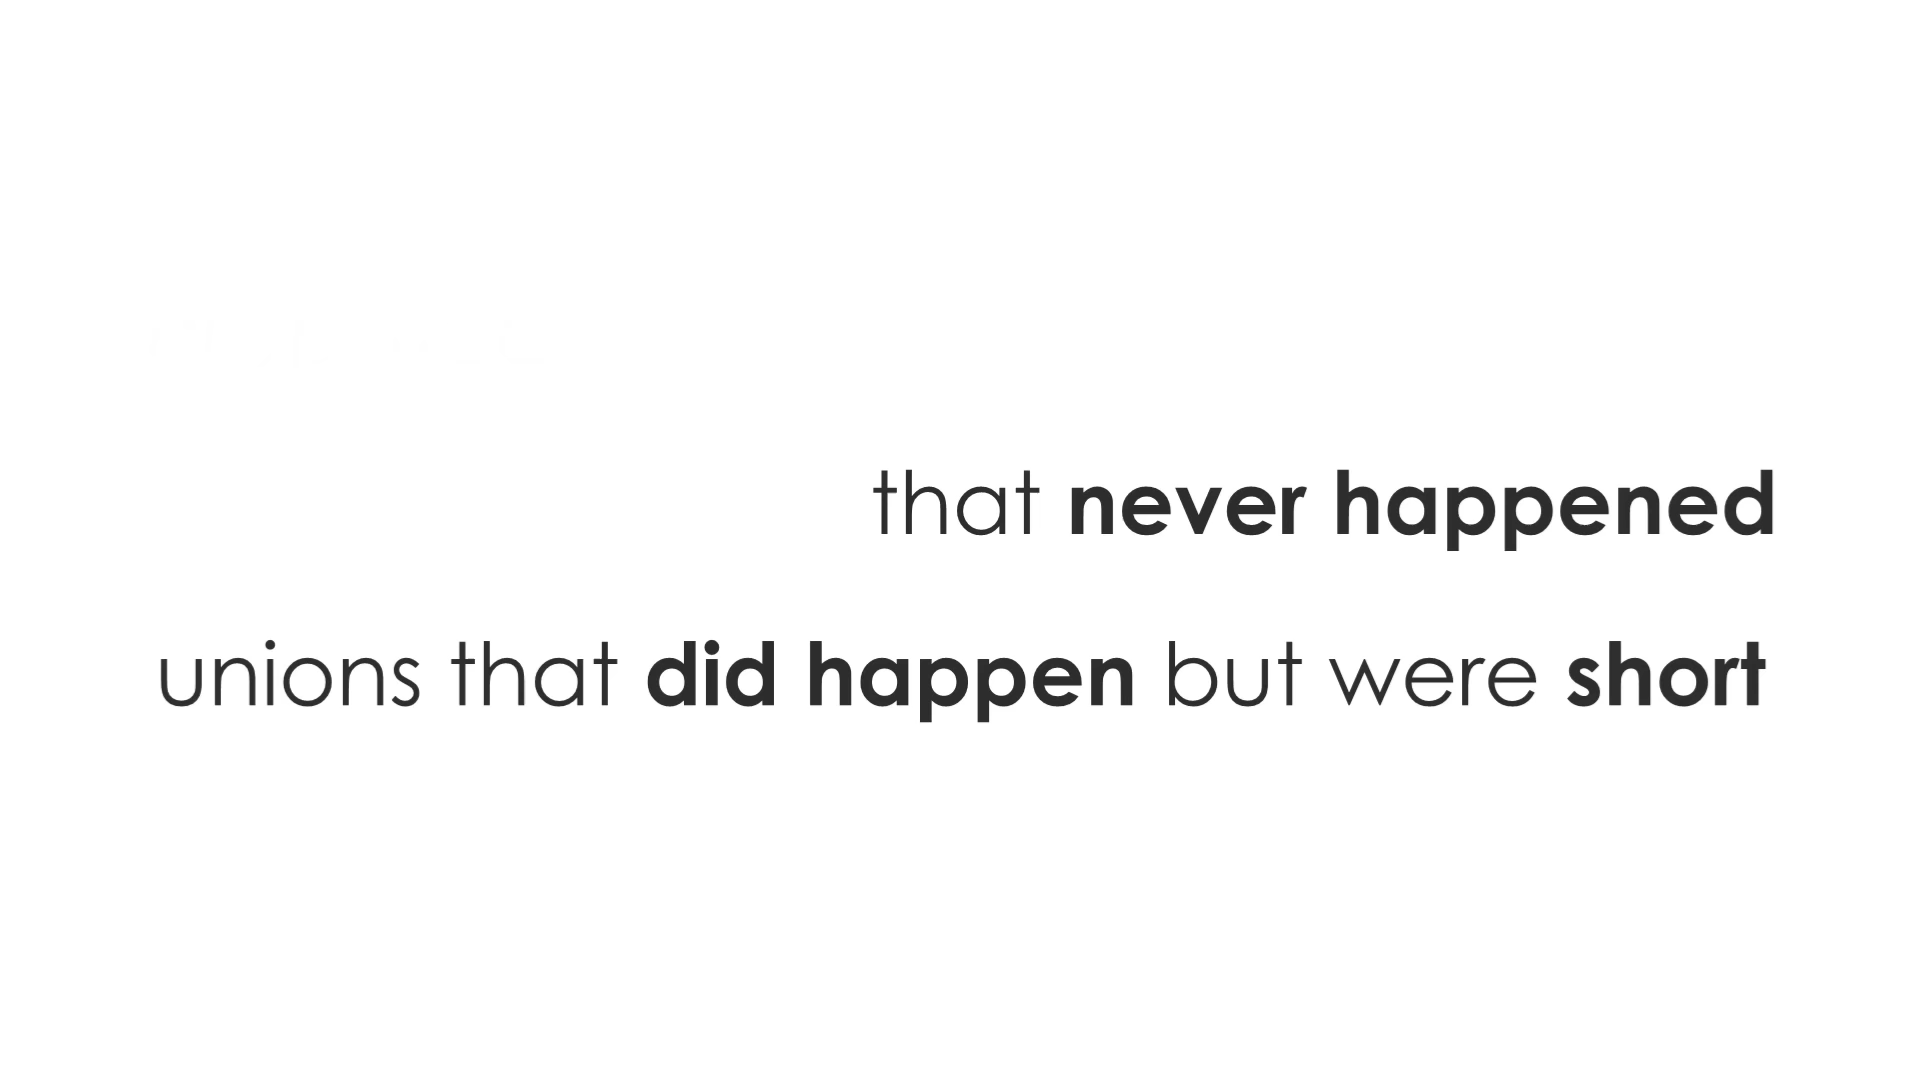 that never happened
unions that did happen but were short